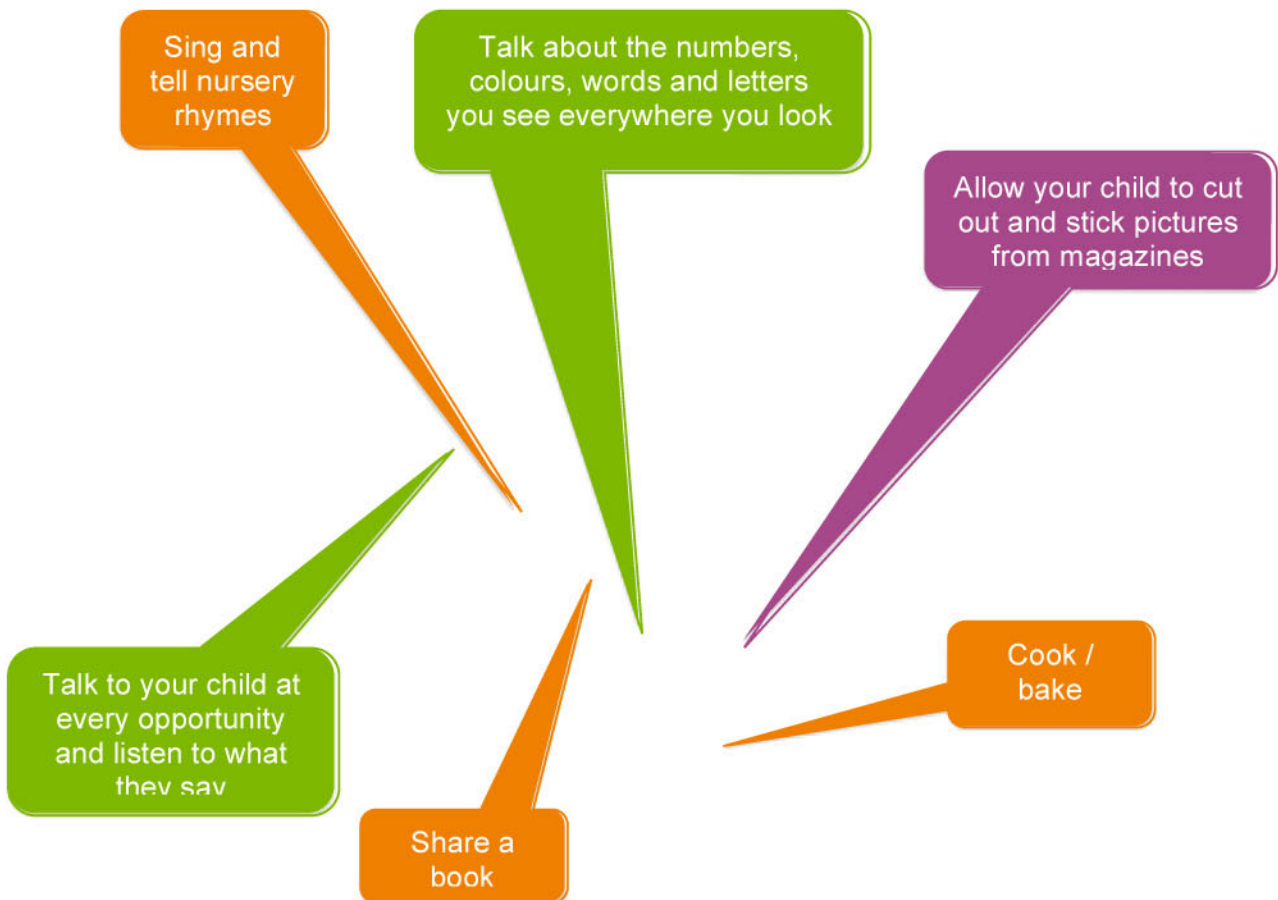 Sing and
tell nursery
rhymes
Talk about the numbers,
colours, words and letters
you see everywhere you look
Allow your child to cut
out and stick pictures
from magazines
Talk to your child at
every opportunity
and listen to what
they say
Cook /
bake
Share a
book